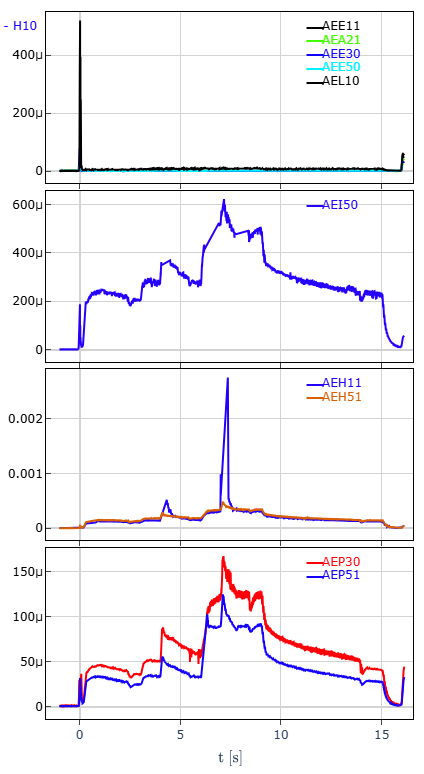 - H10
AEE11
AEA21
AEE30
AEE50
AEL10
400μ
200μ
0
AEI50
600μ
400μ
200μ
0
AEH11
AEH51
0.002
0.001
0
AEP30
AEP51
150μ
100μ
50μ
0
0 5 10 15
t [s]